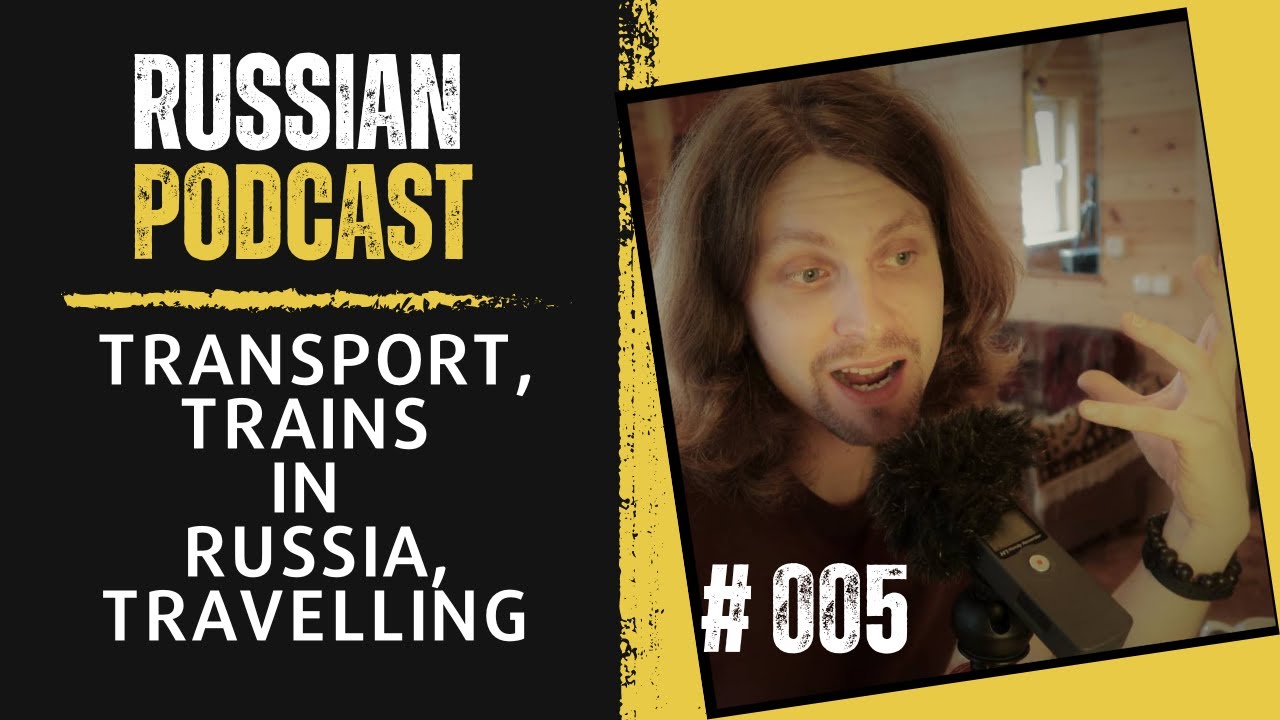 RUSSIAN
PODCAST
TRANSPORT,
TRAINS
IN
RUSSIA,
TRAVELLING
# 005